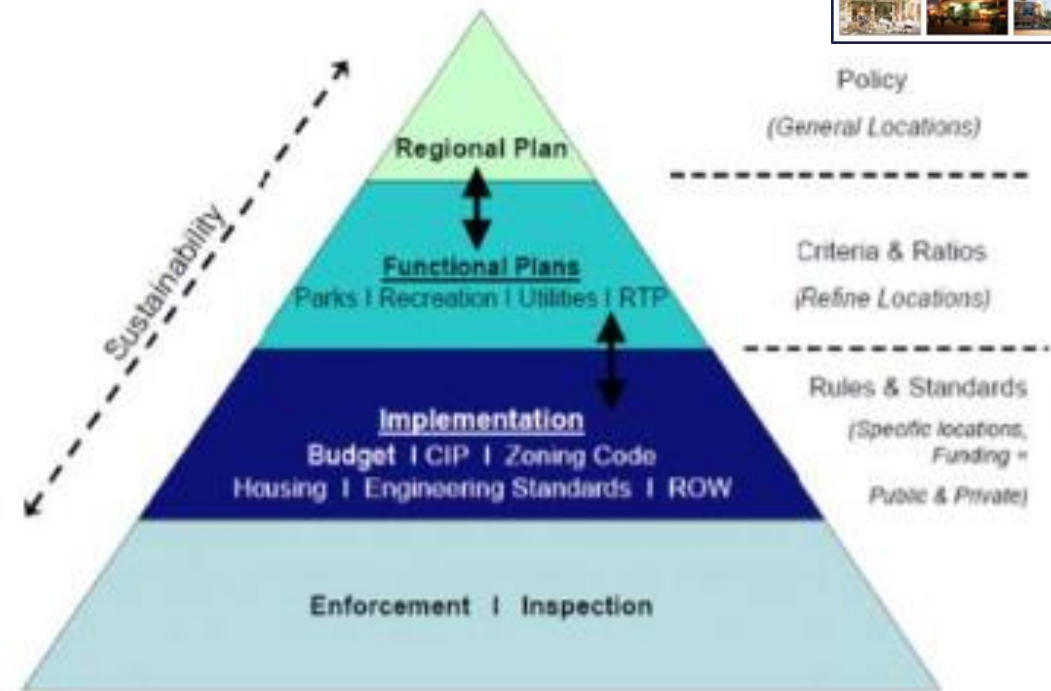 Policy
(General Locations)
Regional Plan
Sustainability
Criteria & Ratios
(Refine Locations)
Functional Plans
Parks I Recreation I Utilities I RTP
Rules & Standards
(Specific locations,
Funding =
Public & Private)
Implementation
Budget I CIP I Zoning Code
Housing I Engineering Standards I ROW
Enforcement I Inspection